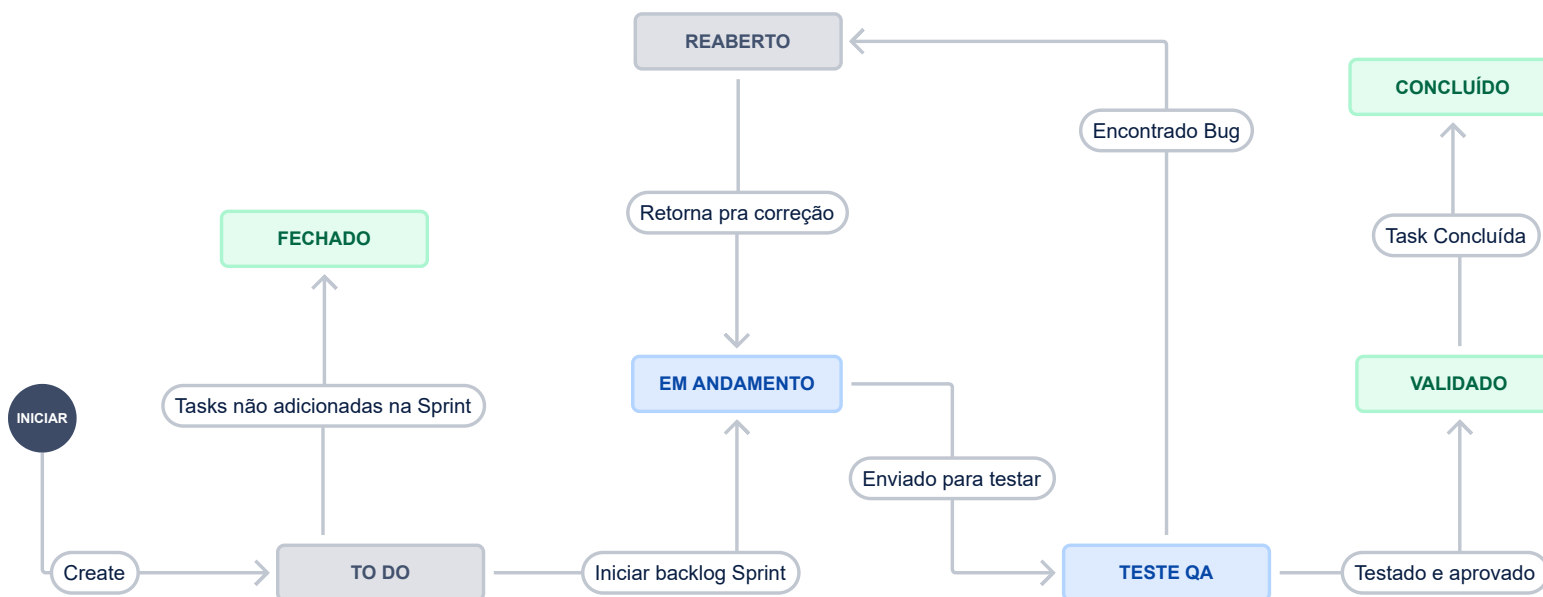 REABERTO
CONCLUÍDO
Encontrado Bug
Retorna pra correção
Task Concluída
FECHADO
EM ANDAMENTO
VALIDADO
Tasks não adicionadas na Sprint
INICIAR
Enviado para testar
Create
TO DO
Iniciar backlog Sprint
TESTE QA
Testado e aprovado